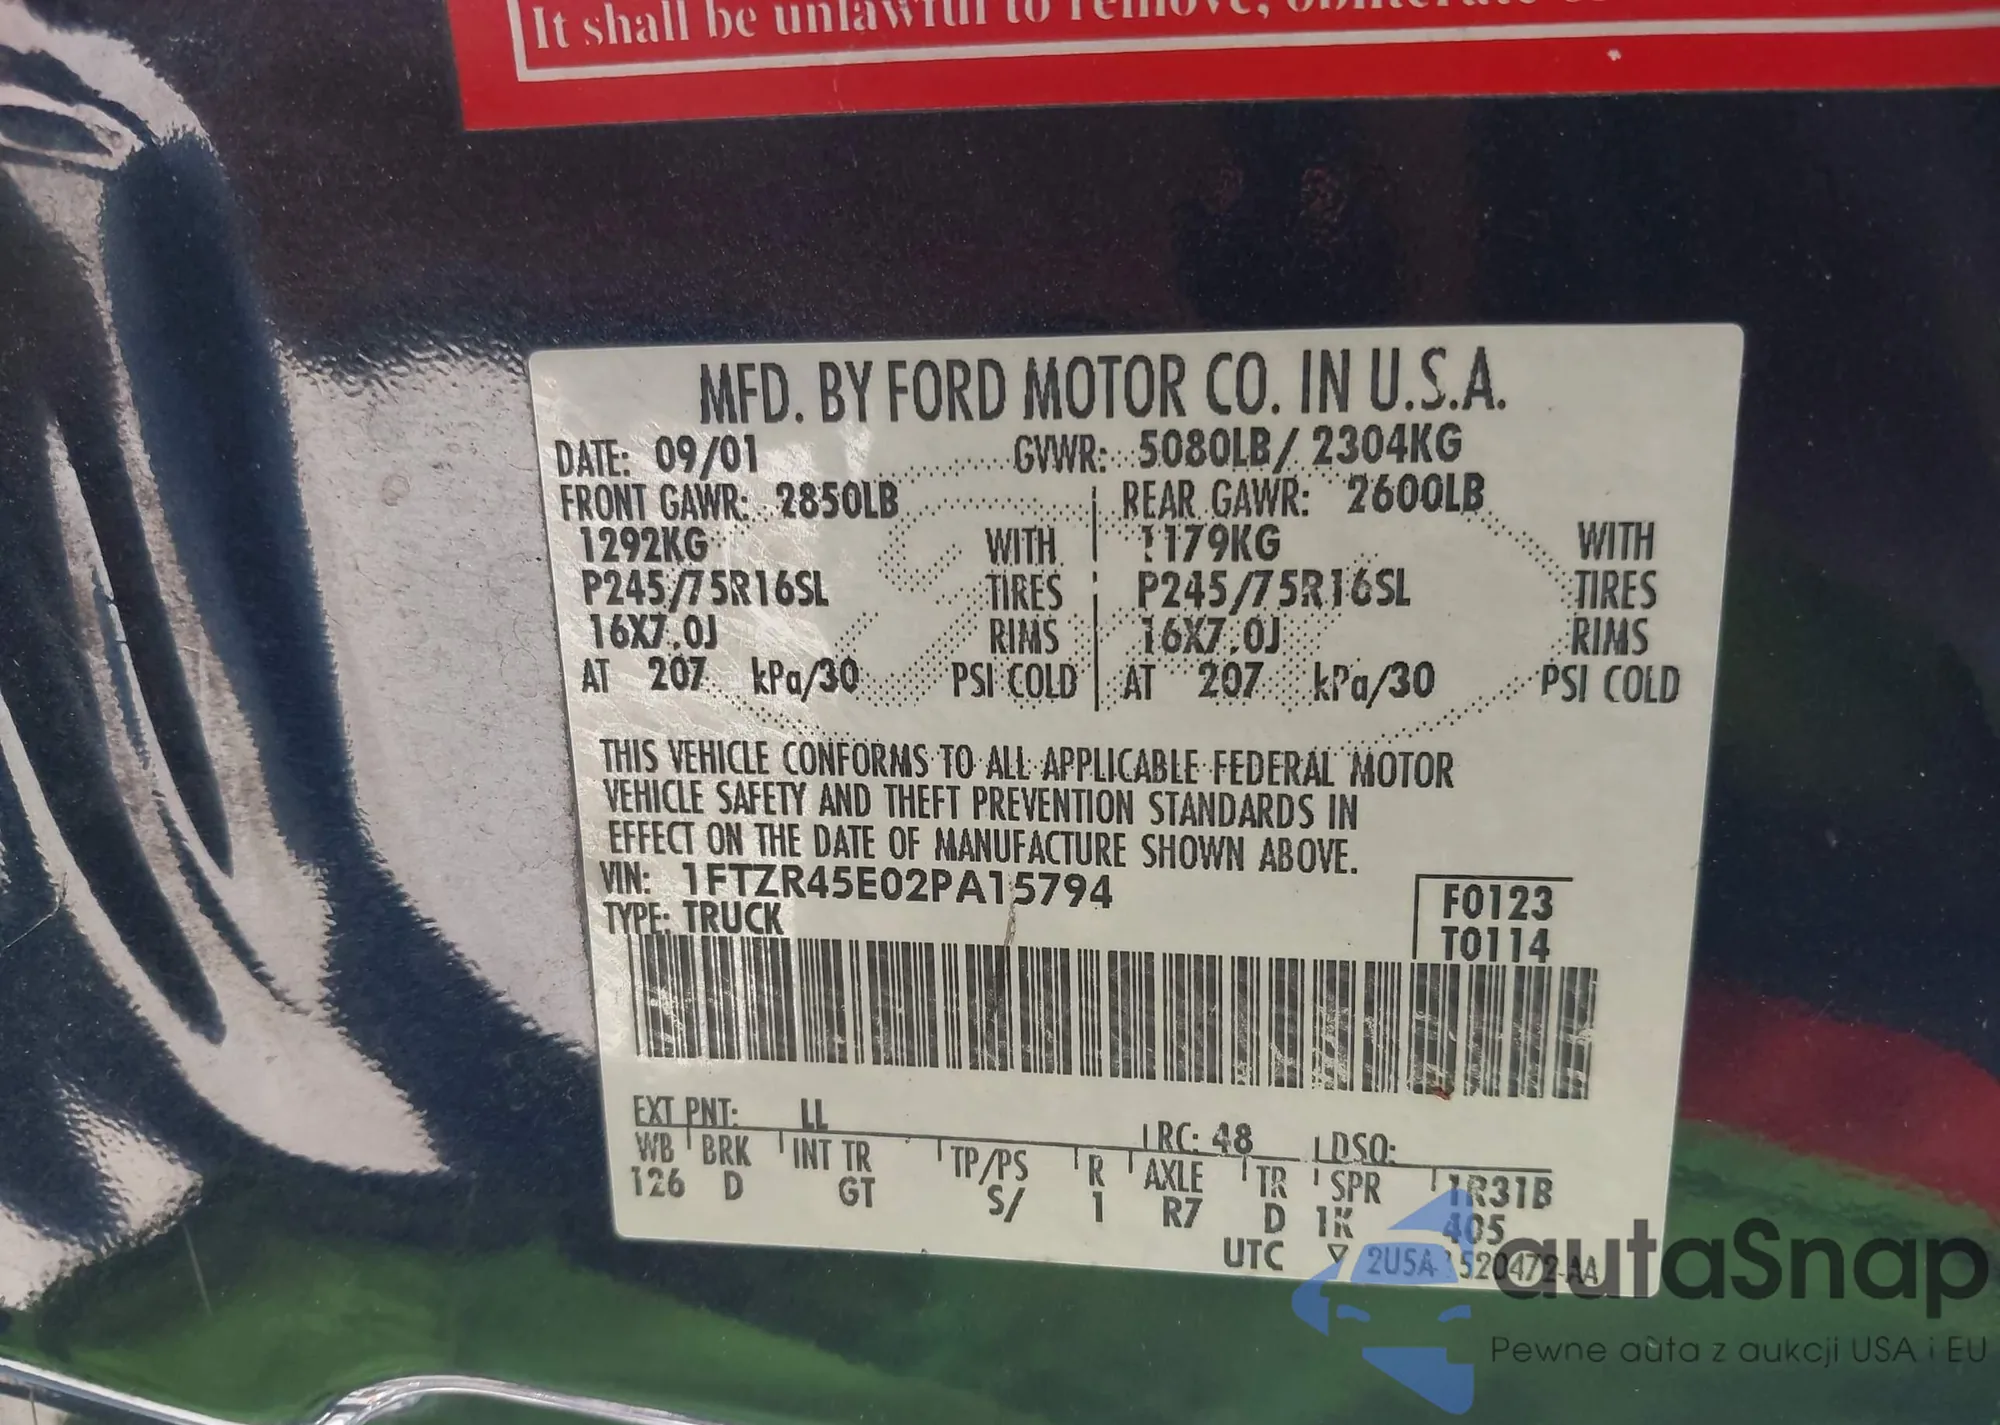 It shall be unlawful to remove, obliterate
MFD. BY FORD MOTOR CO. IN U.S.A.
DATE: 09/01 GVWR: 5080LB/ 2304KG
FRONT GAWR: 2850LB REAR GAWR: 2600LB
1292KG WITH 1179KG WITH
P245/75R16SL TIRES P245/75R16SL TIRES
16X7.0J RIMS 16X7.0J RIMS
AT 207 kPa/30 PSI COLD AT 207 kPa/30 PSI COLD
THIS VEHICLE CONFORMS TO ALL APPLICABLE FEDERAL MOTOR
VEHICLE SAFETY AND THEFT PREVENTION STANDARDS IN
EFFECT ON THE DATE OF MANUFACTURE SHOWN ABOVE.
VIN: 1FTZR45E02PA15794
F0123
TYPE: TRUCK
T0114
EXT PNT: LL RC: 48 DSO:
WB BRK INT TR TP/PS R AXLE TR SPR 1R31B
126 D GT S/ 1 R7 D 1K 405
UTC ▽ 2U5A-1520472-AA
autaSnap
Pewne auta z aukcji USA i EU